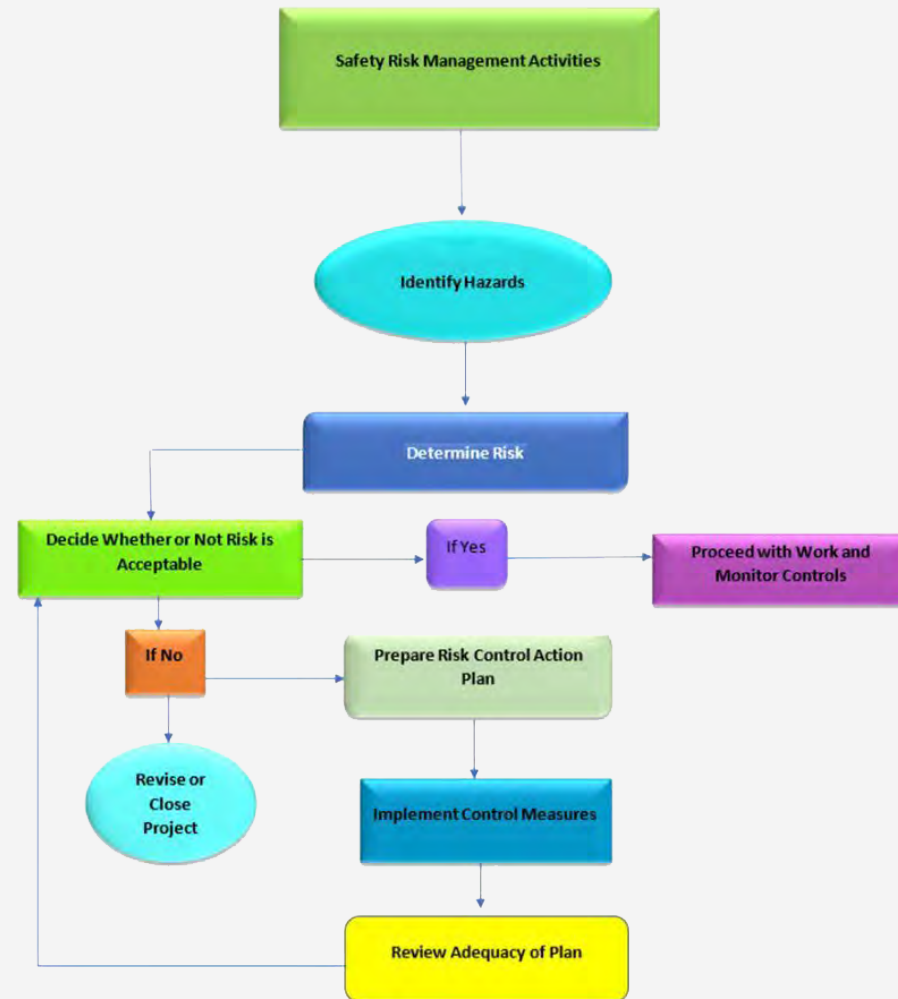 Safety Risk Management Activities
Identify Hazards
Determine Risk
Decide Whether or Not Risk is
Acceptable
If Yes
Proceed with Work and
Monitor Controls
If No
Prepare Risk Control Action
Plan
Revise or
Close
Project
Implement Control Measures
Review Adequacy of Plan